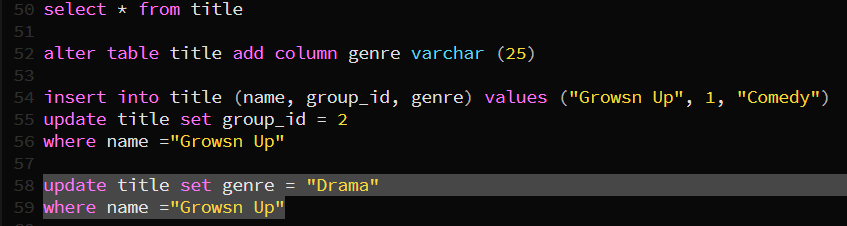 50 select * from title
51
52 alter table title add column genre varchar (25)
53
54 insert into title (name, group_id, genre) values ("Growsn Up", 1, "Comedy")
55 update title set group_id = 2
56 where name ="Growsn Up"
57
58 update title set genre = "Drama"
59 where name ="Growsn Up"